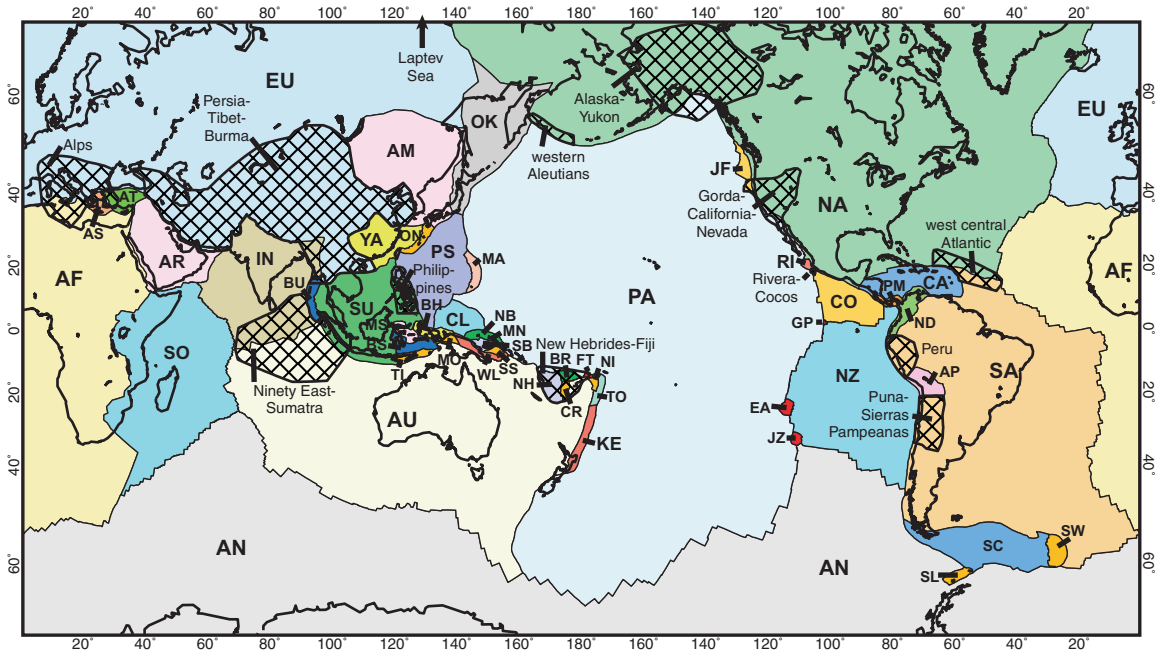 20° 40° 60° 80° 100° 120° 140° 160° 180° 160° 140° 120° 100° 80° 60° 40° 20°
60°
40°
20°
0°
20°
40°
60°
60°
40°
20°
0°
20°
40°
60°
Laptev
Sea
EU
Persia-
Tibet-
Burma
Alps
AM
OK
Alaska-
Yukon
western
Aleutians
EU
JF
Gorda-
California-
Nevada
NA
west central
Atlantic
AT
AS
AR
AF
IN
YA
ON
PS
MA
Philip-
pines
BU
SU
BH
MS
BS
CL
NB
MN
SB
SS
WL
MO
TI
PA
RI
Rivera-
Cocos
CO
GP
PM
CA
ND
AF
SO
Ninety East-
Sumatra
AU
New Hebrides-Fiji
BR
FT
NI
NH
CR
TO
KE
NZ
EA
JZ
Peru
AP
SA
Puna-
Sierras
Pampeanas
AN
AN
SC
SW
SL
20° 40° 60° 80° 100° 120° 140° 160° 180° 160° 140° 120° 100° 80° 60° 40° 20°